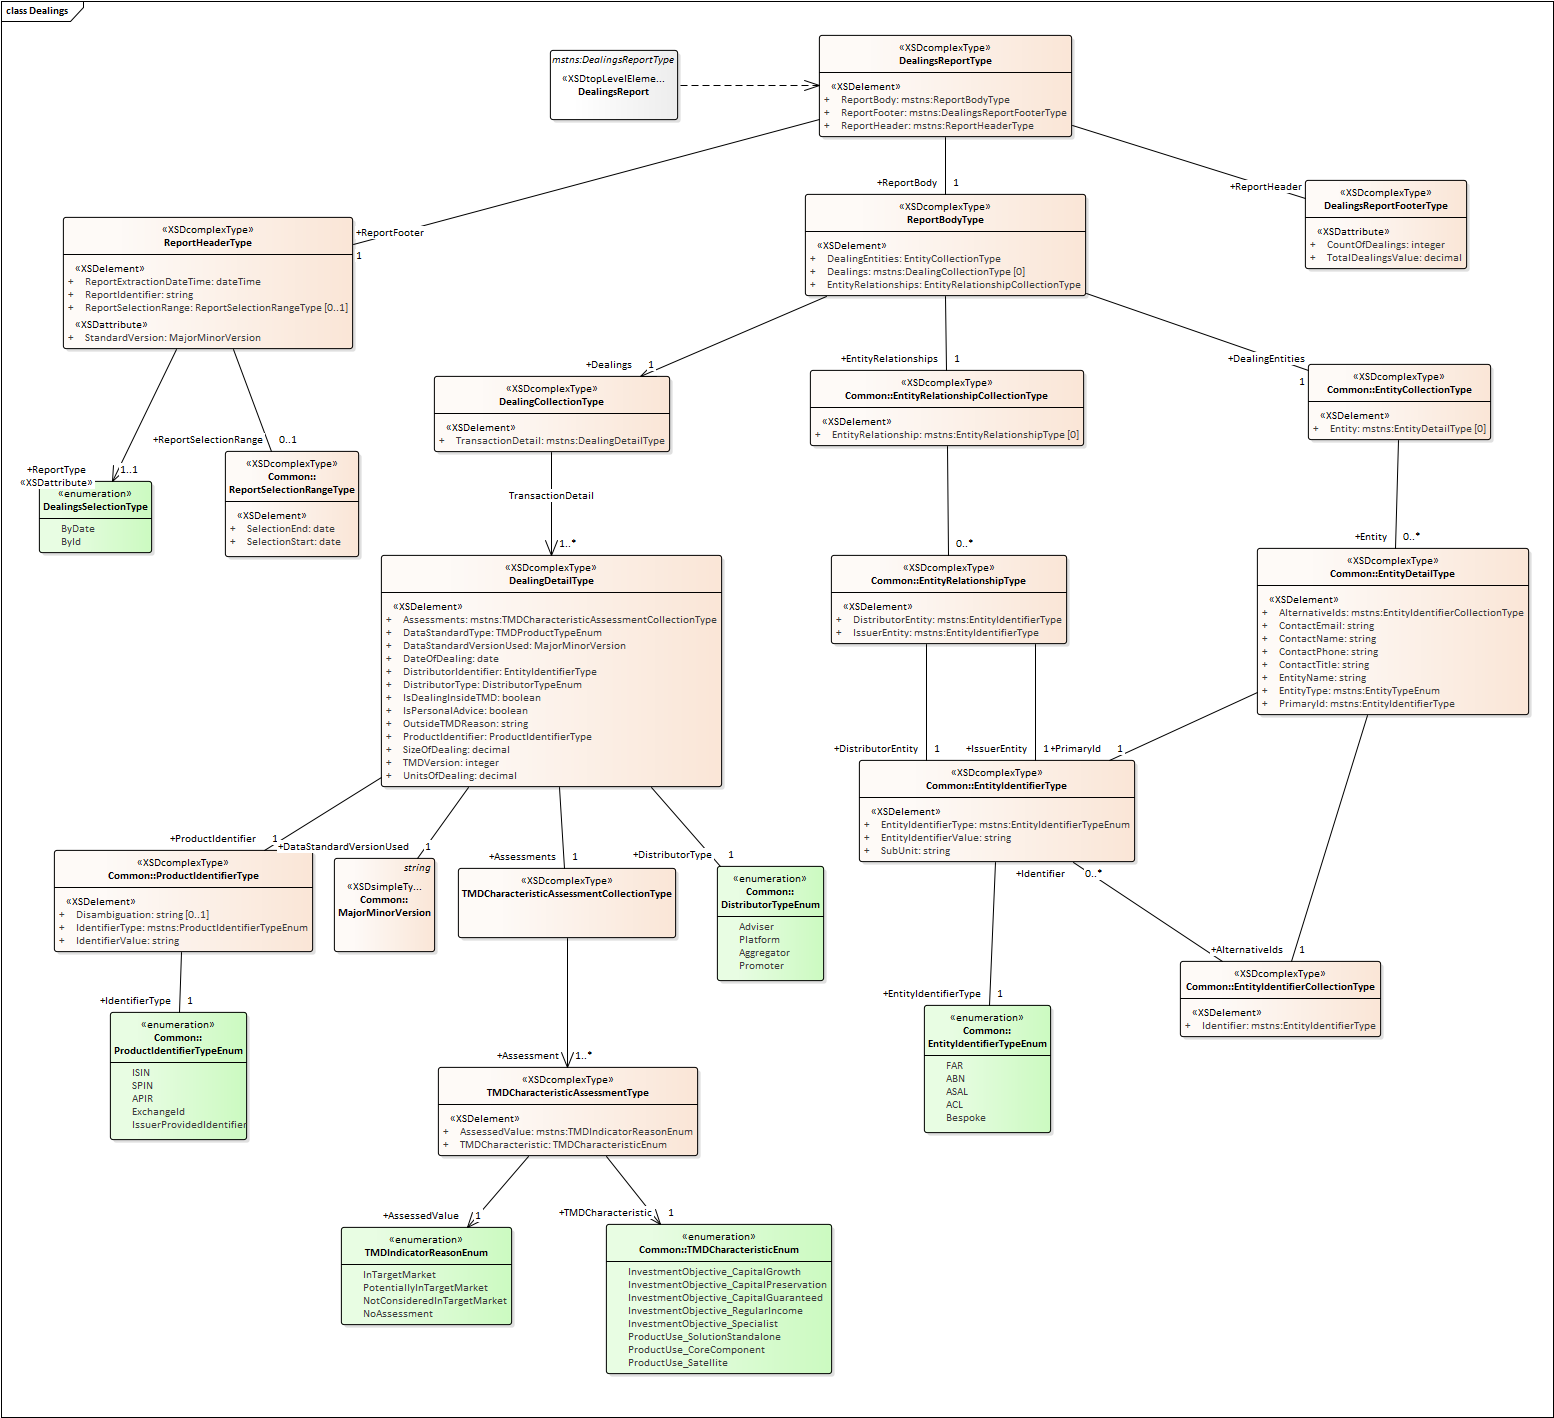 class Dealings
mstns:DealingsReportType
«XSDtopLevelEleme...
DealingsReport
«XSDcomplexType»
DealingsReportType
«XSDelement»
+ ReportBody: mstns:ReportBodyType
+ ReportFooter: mstns:DealingsReportFooterType
+ ReportHeader: mstns:ReportHeaderType
+ReportFooter
1
+ReportBody 1
+ReportHeader
«XSDcomplexType»
ReportHeaderType
«XSDelement»
+ ReportExtractionDateTime: dateTime
+ ReportIdentifier: string
+ ReportSelectionRange: ReportSelectionRangeType [0..1]
«XSDattribute»
+ StandardVersion: MajorMinorVersion
«XSDcomplexType»
ReportBodyType
«XSDelement»
+ DealingEntities: EntityCollectionType
+ Dealings: mstns:DealingCollectionType [0]
+ EntityRelationships: EntityRelationshipCollectionType
«XSDcomplexType»
DealingsReportFooterType
«XSDattribute»
+ CountOfDealings: integer
+ TotalDealingsValue: decimal
+Dealings 1
+EntityRelationships 1
+DealingEntities
1
«XSDcomplexType»
DealingCollectionType
«XSDelement»
+ TransactionDetail: mstns:DealingDetailType
«XSDcomplexType»
Common::EntityRelationshipCollectionType
«XSDelement»
+ EntityRelationship: mstns:EntityRelationshipType [0]
«XSDcomplexType»
Common::EntityCollectionType
«XSDelement»
+ Entity: mstns:EntityDetailType [0]
+ReportSelectionRange 0..1
+ReportType 1..1
«XSDattribute»
«enumeration»
DealingsSelectionType
ByDate
ById
«XSDcomplexType»
Common::
ReportSelectionRangeType
«XSDelement»
+ SelectionEnd: date
+ SelectionStart: date
TransactionDetail
1..*
0..*
+Entity 0..*
«XSDcomplexType»
DealingDetailType
«XSDelement»
+ Assessments: mstns:TMDCharacteristicAssessmentCollectionType
+ DataStandardType: TMDProductTypeEnum
+ DataStandardVersionUsed: MajorMinorVersion
+ DateOfDealing: date
+ DistributorIdentifier: EntityIdentifierType
+ DistributorType: DistributorTypeEnum
+ IsDealingInsideTMD: boolean
+ IsPersonalAdvice: boolean
+ OutsideTMDReason: string
+ ProductIdentifier: ProductIdentifierType
+ SizeOfDealing: decimal
+ TMDVersion: integer
+ UnitsOfDealing: decimal
«XSDcomplexType»
Common::EntityRelationshipType
«XSDelement»
+ DistributorEntity: mstns:EntityIdentifierType
+ IssuerEntity: mstns:EntityIdentifierType
«XSDcomplexType»
Common::EntityDetailType
«XSDelement»
+ AlternativeIds: mstns:EntityIdentifierCollectionType
+ ContactEmail: string
+ ContactName: string
+ ContactPhone: string
+ ContactTitle: string
+ EntityName: string
+ EntityType: mstns:EntityTypeEnum
+ PrimaryId: mstns:EntityIdentifierType
+DistributorEntity 1
+IssuerEntity 1
+PrimaryId 1
«XSDcomplexType»
Common::EntityIdentifierType
«XSDelement»
+ EntityIdentifierType: mstns:EntityIdentifierTypeEnum
+ EntityIdentifierValue: string
+ SubUnit: string
+ProductIdentifier 1
+DataStandardVersionUsed 1
+Assessments 1
+DistributorType 1
«XSDcomplexType»
Common::ProductIdentifierType
«XSDelement»
+ Disambiguation: string [0..1]
+ IdentifierType: mstns:ProductIdentifierTypeEnum
+ IdentifierValue: string
string
«XSDsimpleTy...
Common::
MajorMinorVersion
«XSDcomplexType»
TMDCharacteristicAssessmentCollectionType
«enumeration»
Common::
DistributorTypeEnum
Adviser
Platform
Aggregator
Promoter
+Identifier 0..*
+AlternativeIds 1
«XSDcomplexType»
Common::EntityIdentifierCollectionType
«XSDelement»
+ Identifier: mstns:EntityIdentifierType
+IdentifierType 1
«enumeration»
Common::
ProductIdentifierTypeEnum
ISIN
SPIN
APIR
ExchangeId
IssuerProvidedIdentifier
+EntityIdentifierType 1
«enumeration»
Common::
EntityIdentifierTypeEnum
FAR
ABN
ASAL
ACL
Bespoke
+Assessment 1..*
«XSDcomplexType»
TMDCharacteristicAssessmentType
«XSDelement»
+ AssessedValue: mstns:TMDIndicatorReasonEnum
+ TMDCharacteristic: TMDCharacteristicEnum
+AssessedValue 1
+TMDCharacteristic 1
«enumeration»
TMDIndicatorReasonEnum
InTargetMarket
PotentiallyInTargetMarket
NotConsideredInTargetMarket
NoAssessment
«enumeration»
Common::TMDCharacteristicEnum
InvestmentObjective_CapitalGrowth
InvestmentObjective_CapitalPreservation
InvestmentObjective_CapitalGuaranteed
InvestmentObjective_RegularIncome
InvestmentObjective_Specialist
ProductUse_SolutionStandalone
ProductUse_CoreComponent
ProductUse_Satellite